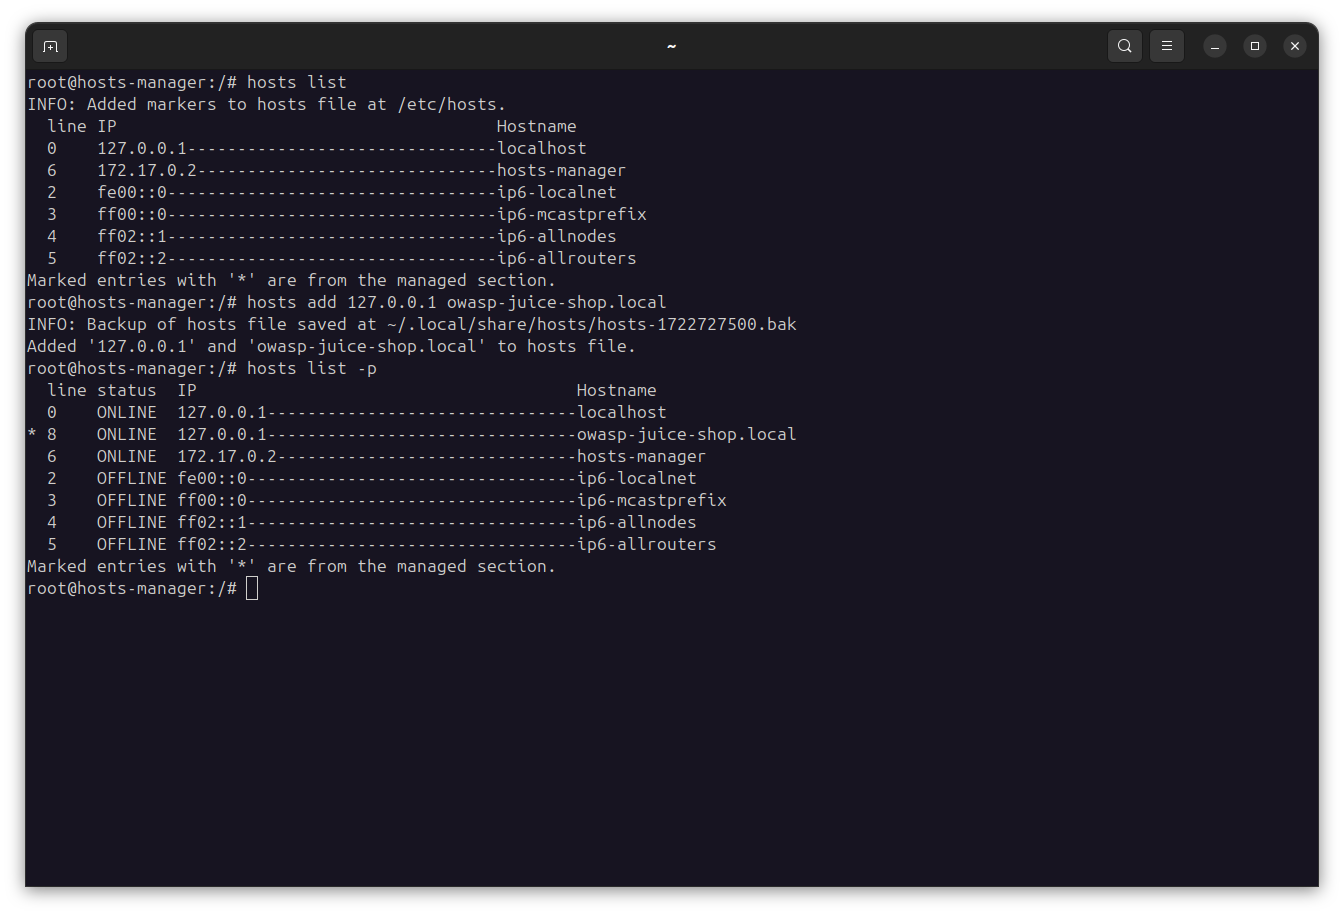 ~
root@hosts-manager:/# hosts list
INFO: Added markers to hosts file at /etc/hosts.
  line IP                                      Hostname
  0    127.0.0.1-------------------------------localhost
  6    172.17.0.2------------------------------hosts-manager
  2    fe00::0---------------------------------ip6-localnet
  3    ff00::0---------------------------------ip6-mcastprefix
  4    ff02::1---------------------------------ip6-allnodes
  5    ff02::2---------------------------------ip6-allrouters
Marked entries with '*' are from the managed section.
root@hosts-manager:/# hosts add 127.0.0.1 owasp-juice-shop.local
INFO: Backup of hosts file saved at ~/.local/share/hosts/hosts-1722727500.bak
Added '127.0.0.1' and 'owasp-juice-shop.local' to hosts file.
root@hosts-manager:/# hosts list -p
  line status  IP                                      Hostname
  0    ONLINE  127.0.0.1-------------------------------localhost
* 8    ONLINE  127.0.0.1-------------------------------owasp-juice-shop.local
  6    ONLINE  172.17.0.2------------------------------hosts-manager
  2    OFFLINE fe00::0---------------------------------ip6-localnet
  3    OFFLINE ff00::0---------------------------------ip6-mcastprefix
  4    OFFLINE ff02::1---------------------------------ip6-allnodes
  5    OFFLINE ff02::2---------------------------------ip6-allrouters
Marked entries with '*' are from the managed section.
root@hosts-manager:/#